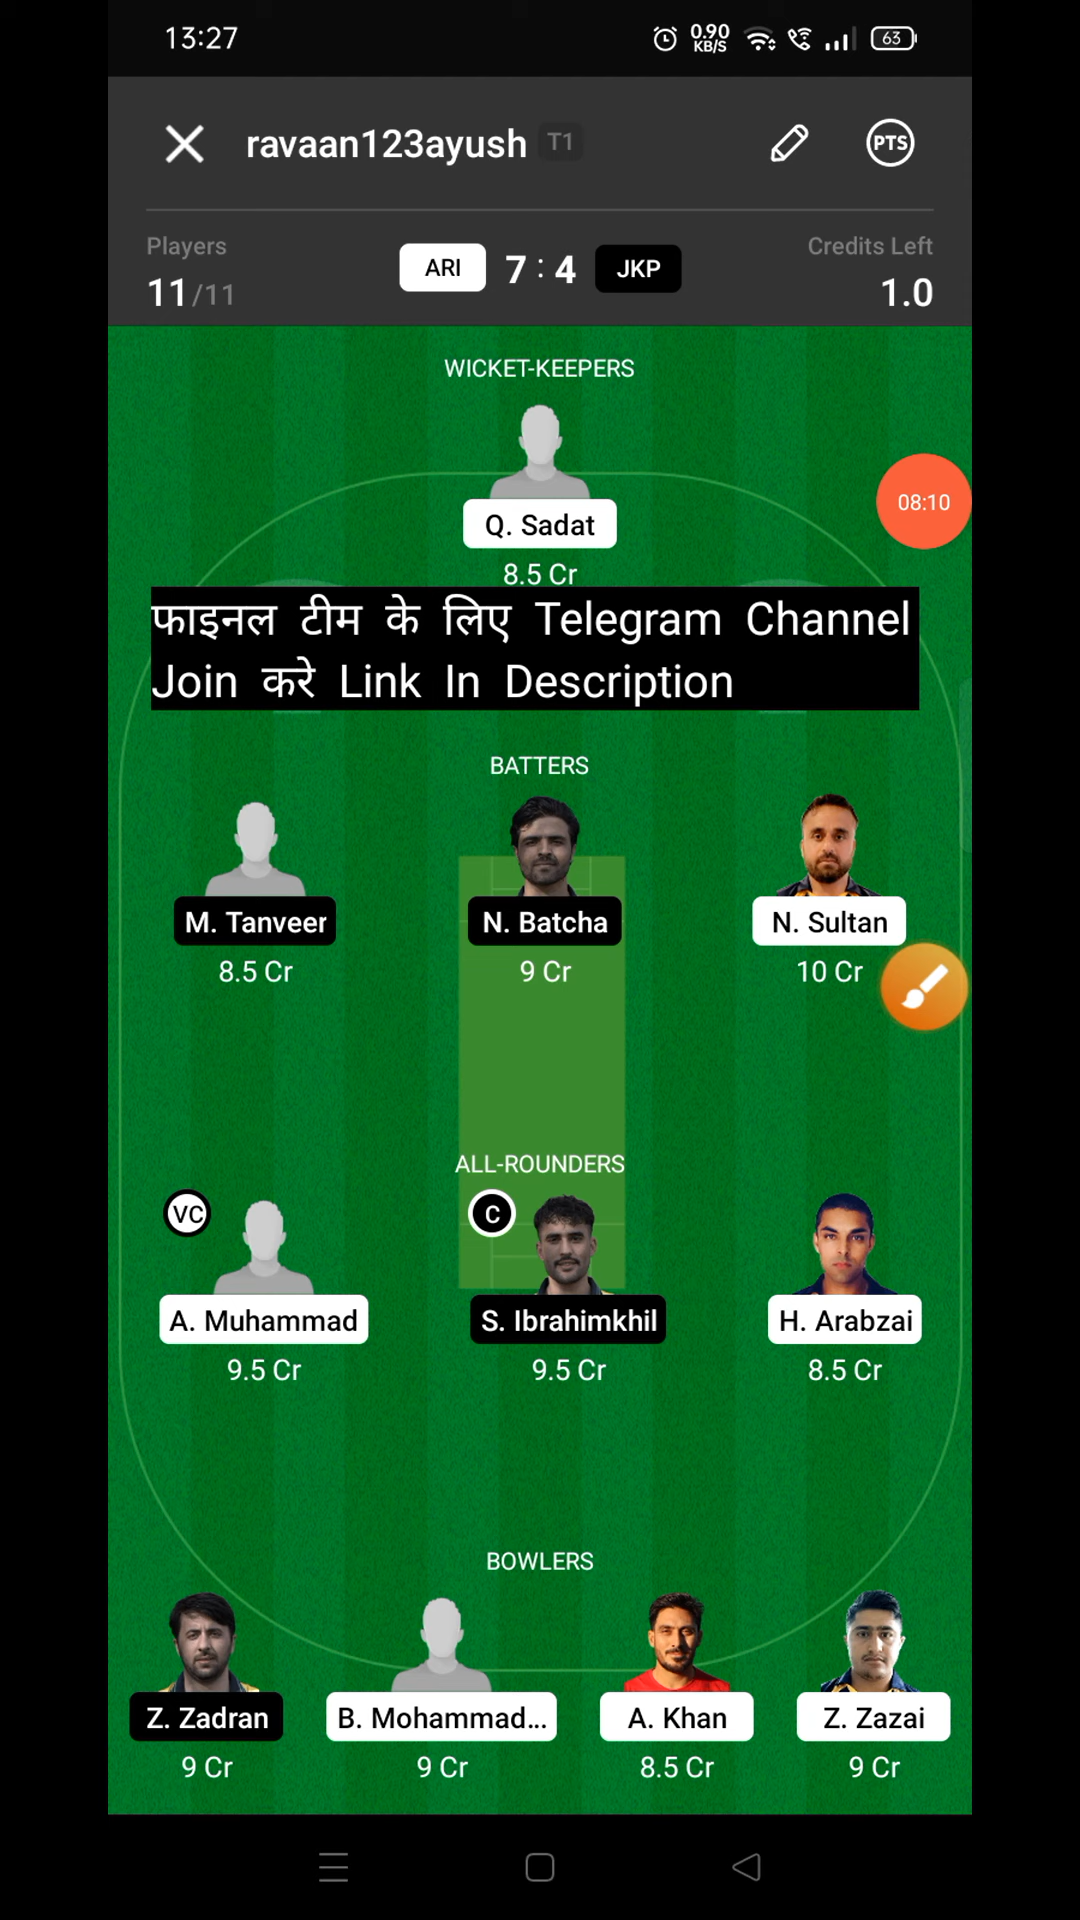 13:27 0.90 KB/S 63
ravaan123ayush T1 PTS
Players ARI 7 : 4 JKP Credits Left
11/11 1.0
WICKET-KEEPERS
08:10
Q. Sadat
8.5 Cr
फाइनल टीम के लिए Telegram Channel
Join करे Link In Description
BATTERS
M. Tanveer N. Batcha N. Sultan
8.5 Cr 9 Cr 10 Cr
ALL-ROUNDERS
VC C
A. Muhammad S. Ibrahimkhil H. Arabzai
9.5 Cr 9.5 Cr 8.5 Cr
BOWLERS
Z. Zadran B. Mohammad... A. Khan Z. Zazai
9 Cr 9 Cr 8.5 Cr 9 Cr